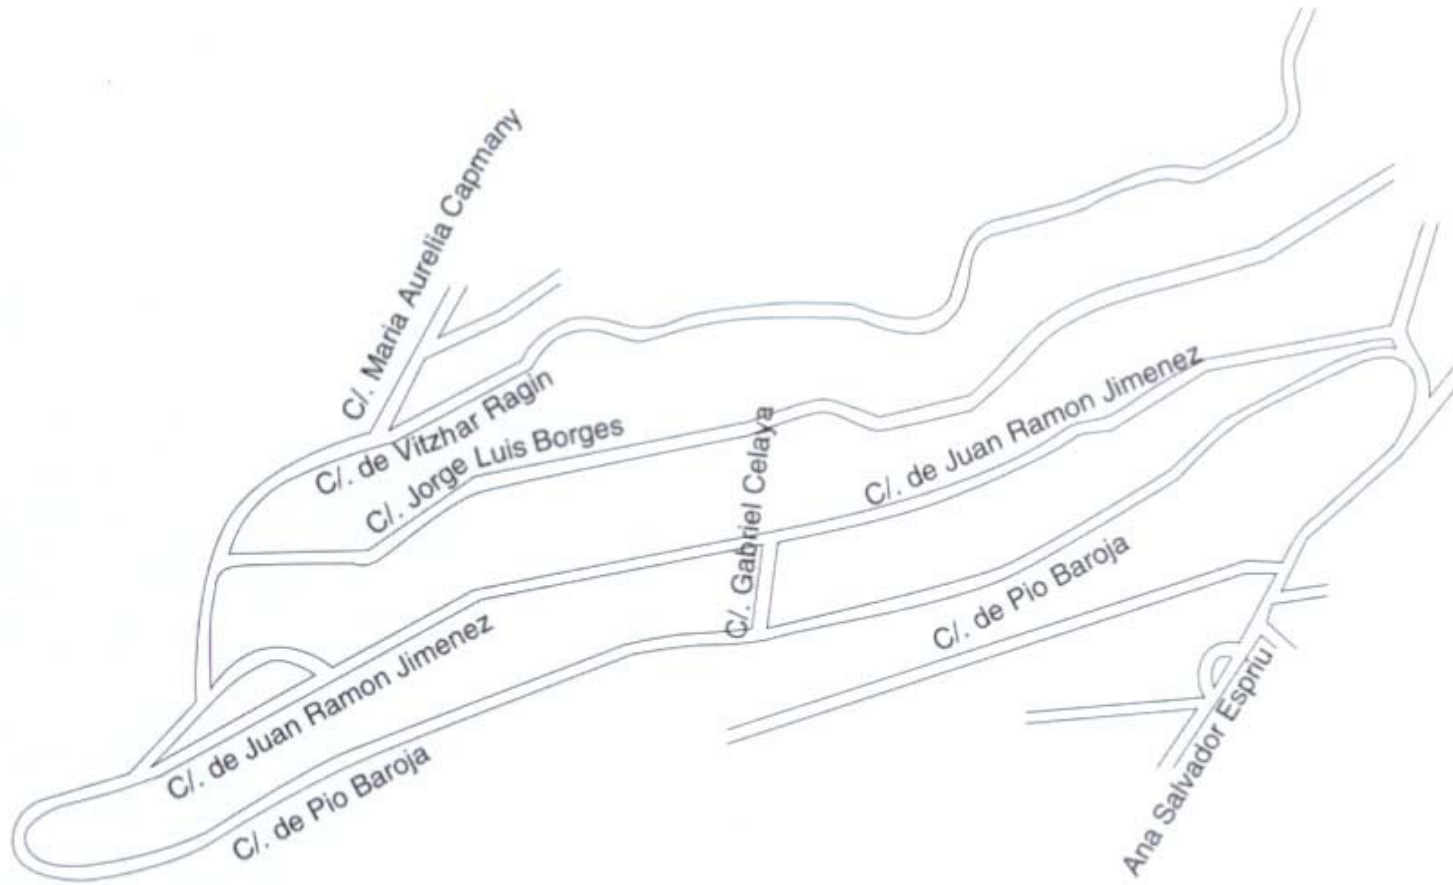 C/. Maria Aurelia Capmany
C/. de Vitzhar Ragin
C/. Jorge Luis Borges
C/. Gabriel Celaya
C/. de Juan Ramon Jimenez
C/. de Pio Baroja
C/. de Juan Ramon Jimenez
C/. de Pio Baroja
Ana Salvador Espriu